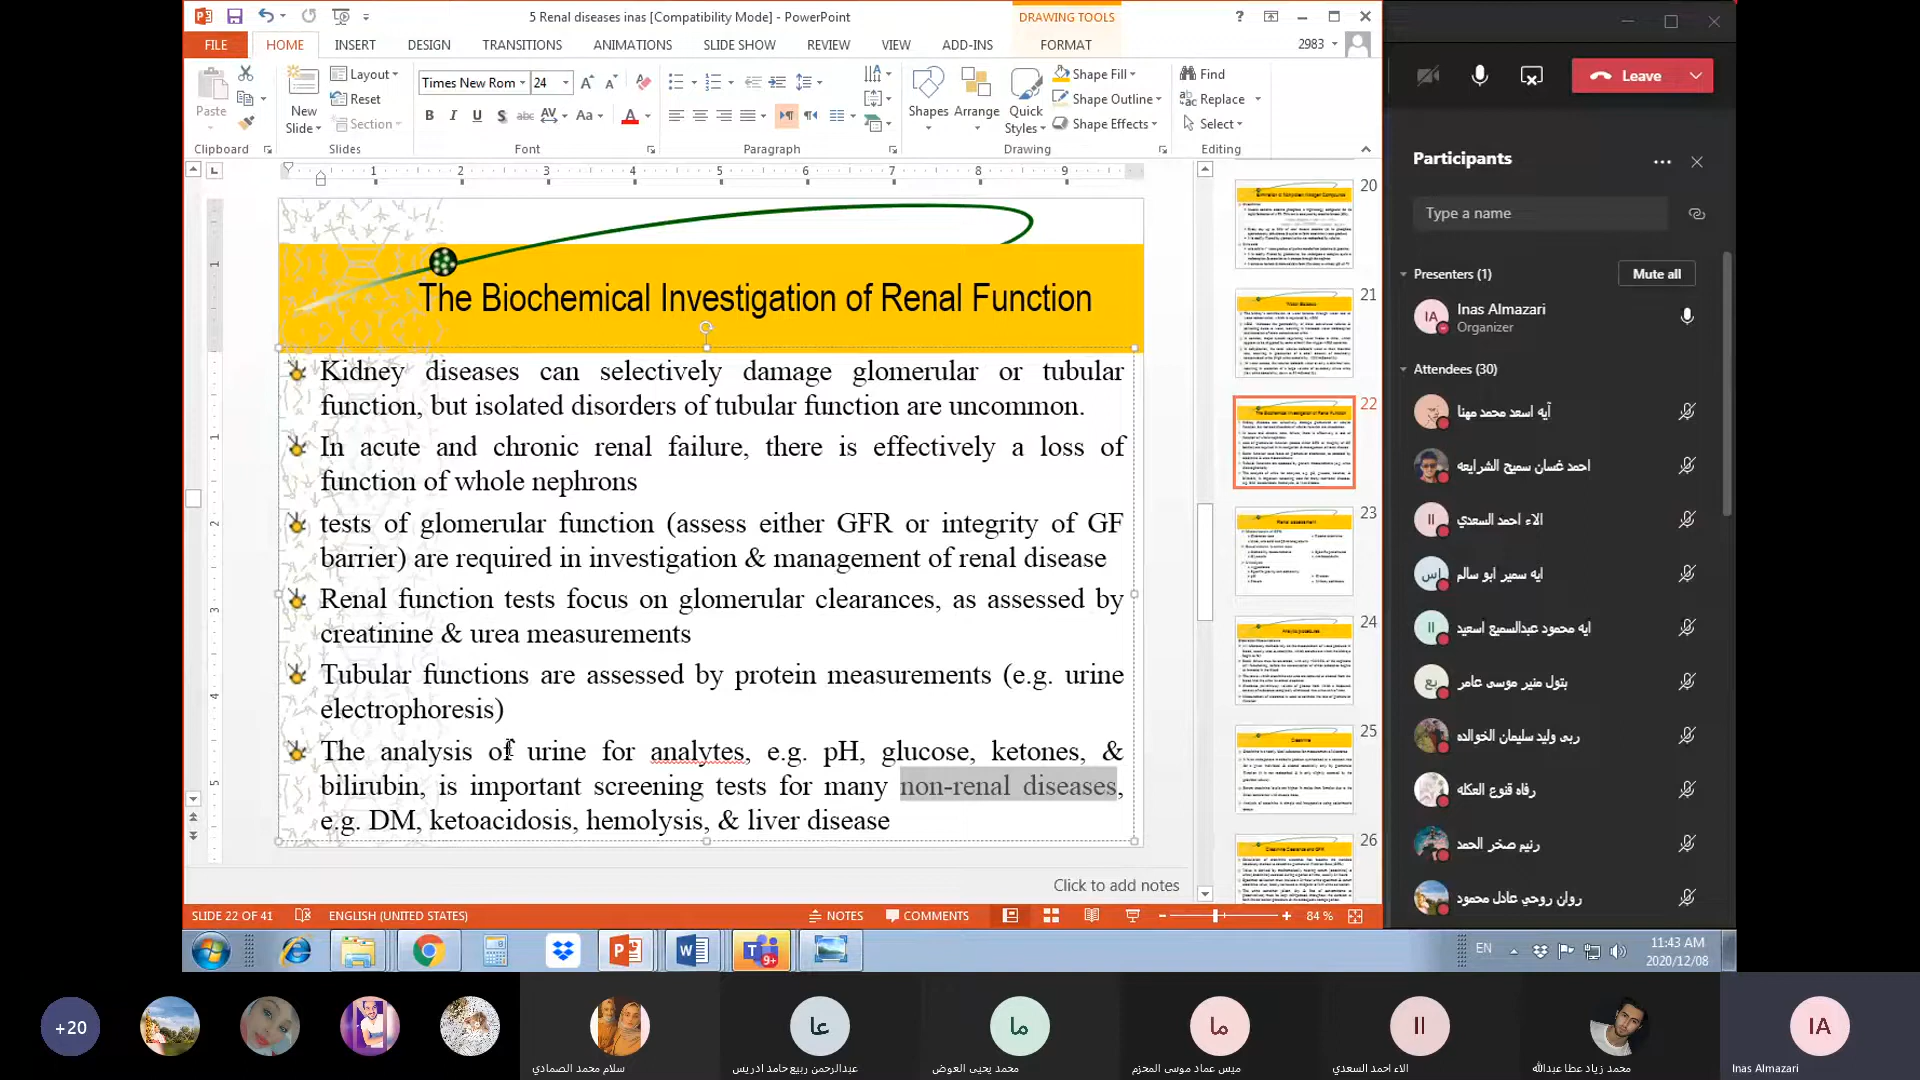 5 Renal diseases inas [Compatibility Mode] - PowerPoint
DRAWING TOOLS
FILE HOME INSERT DESIGN TRANSITIONS ANIMATIONS SLIDE SHOW REVIEW VIEW ADD-INS FORMAT
2983
Paste
New Slide
Layout
Reset
Section
Times New Rom 24
Shapes
Arrange
Quick Styles
Shape Fill
Shape Outline
Shape Effects
Find
Replace
Select
Clipboard Slides Font Paragraph Drawing Editing
The Biochemical Investigation of Renal Function
Kidney diseases can selectively damage glomerular or tubular
function, but isolated disorders of tubular function are uncommon.
In acute and chronic renal failure, there is effectively a loss of
function of whole nephrons
tests of glomerular function (assess either GFR or integrity of GF
barrier) are required in investigation & management of renal disease
Renal function tests focus on glomerular clearances, as assessed by
creatinine & urea measurements
Tubular functions are assessed by protein measurements (e.g. urine
electrophoresis)
The analysis of urine for analytes, e.g. pH, glucose, ketones, &
bilirubin, is important screening tests for many non-renal diseases,
e.g. DM, ketoacidosis, hemolysis, & liver disease
Click to add notes
20
21
22
23
24
25
26
SLIDE 22 OF 41 ENGLISH (UNITED STATES) NOTES COMMENTS 84 %
EN
11:43 AM
2020/12/08
9+
Leave
Participants
Type a name
Presenters (1)
Mute all
IA Inas Almazari
Organizer
Attendees (30)
آيه اسعد محمد مهنا
احمد غسان سميح الشرايعه
الاء احمد السعدي
ايه سمير ابو سالم
ايه محمود عبدالسميع اسعيد
بتول منير موسى عامر
ربى وليد سليمان الخوالده
رفاه قنوع العكله
رنيم صخر الحمد
روان روحي عادل محمود
+20
سلام محمد الصمادي
عا
عبدالرحمن ربيع حامد ادريس
ما
محمد يحيى العوض
ما
ميس عماد موسى المحزم
اا
الاء احمد السعدي
محمد زياد عطا عبدالله
IA
Inas Almazari